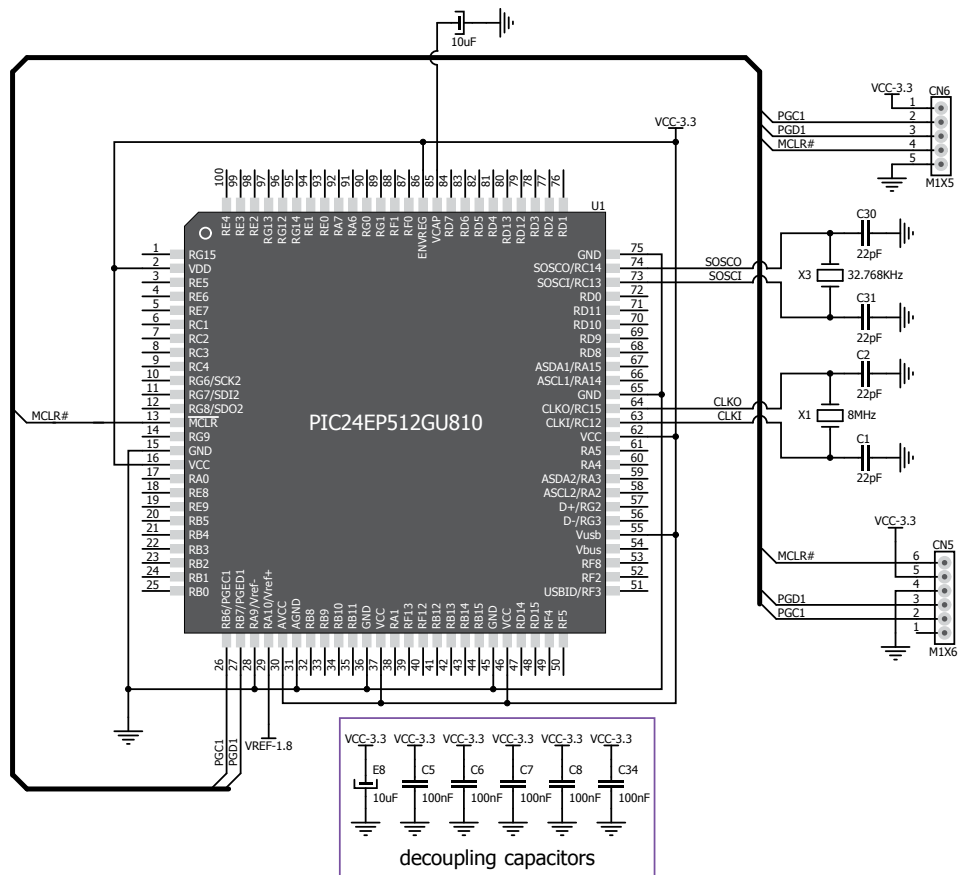 10uF
VCC-3.3
VCC-3.3
CN6
PGC1
1
PGD1
2
MCLR#
3
4
5
M1X5
100
99
98
97
96
95
94
93
92
91
90
89
88
87
86
85
84
83
82
81
80
79
78
77
76
RE4
RE3
RE2
RG13
RG12
RG14
RE1
RE0
RA7
RA6
RG0
RG1
RF1
RF0
ENVREG
VCAP
RD7
RD6
RD5
RD4
RD13
RD12
RD3
RD2
RD1
U1
1 RG15
2 VDD
3 RE5
4 RE6
5 RE7
6 RC1
7 RC2
8 RC3
9 RC4
10 RG6/SCK2
11 RG7/SDI2
12 RG8/SDO2
MCLR# 13 MCLR
14 RG9
15 GND
16 VCC
17 RA0
18 RE8
19 RE9
20 RB5
21 RB4
22 RB3
23 RB2
24 RB1
25 RB0
PIC24EP512GU810
GND 75
SOSCO/RC14 74 SOSCO
SOSCI/RC13 73 SOSCI
RD0 72
RD11 71
RD10 70
RD9 69
RD8 68
ASDA1/RA15 67
ASCL1/RA14 66
GND 65
CLKO/RC15 64 CLKO
CLKI/RC12 63 CLKI
VCC 62
RA5 61
RA4 60
ASDA2/RA3 59
ASCL2/RA2 58
D+/RG2 57
D-/RG3 56
Vusb 55
Vbus 54
RF8 53
RF2 52
USBID/RF3 51
C30
22pF
X3 32.768KHz
C31
22pF
C2
22pF
X1 8MHz
C1
22pF
RB6/PGEC1
RB7/PGED1
RA9/Vref-
RA10/Vref+
AVCC
AGND
RB8
RB9
RB10
RB11
GND
VCC
RA1
RF13
RF12
RB12
RB13
RB14
RB15
GND
VCC
RD14
RD15
RF4
RF5
26
27
28
29
30
31
32
33
34
35
36
37
38
39
40
41
42
43
44
45
46
47
48
49
50
VCC-3.3
CN5
MCLR# 6
5
4
PGD1 3
PGC1 2
1
M1X6
PGC1
PGD1
VREF-1.8
VCC-3.3 VCC-3.3 VCC-3.3 VCC-3.3 VCC-3.3 VCC-3.3
E8 C5 C6 C7 C8 C34
10uF 100nF 100nF 100nF 100nF 100nF
decoupling capacitors